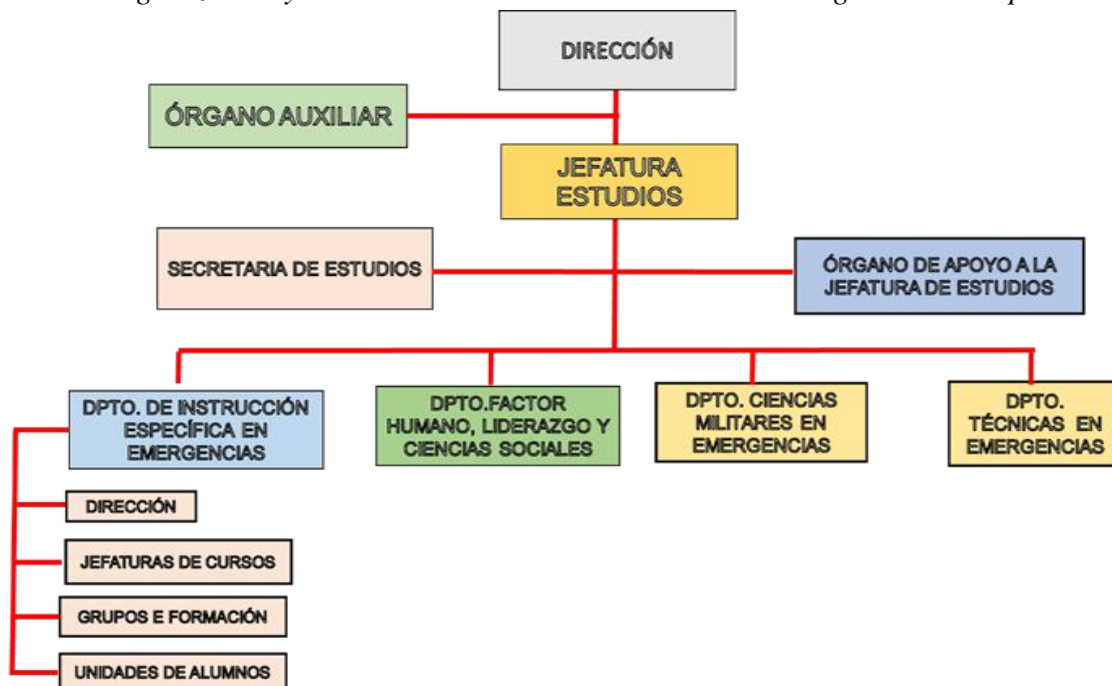 DIRECCIÓN
ÓRGANO AUXILIAR
JEFATURA
ESTUDIOS
SECRETARIA DE ESTUDIOS
ÓRGANO DE APOYO A LA
JEFATURA DE ESTUDIOS
DPTO. DE INSTRUCCIÓN
ESPECÍFICA EN
EMERGENCIAS
DPTO.FACTOR
HUMANO, LIDERAZGO Y
CIENCIAS SOCIALES
DPTO. CIENCIAS
MILITARES EN
EMERGENCIAS
DPTO.
TÉCNICAS EN
EMERGENCIAS
DIRECCIÓN
JEFATURAS DE CURSOS
GRUPOS E FORMACIÓN
UNIDADES DE ALUMNOS